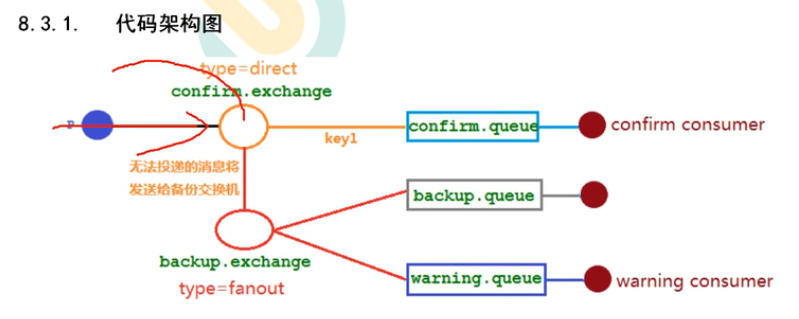 8.3.1. 代码架构图
type=direct
confirm.exchange
P
confirm.queue
confirm consumer
key1
无法投递的消息将
发送给备份交换机
backup.queue
backup.exchange
type=fanout
warning.queue
warning consumer